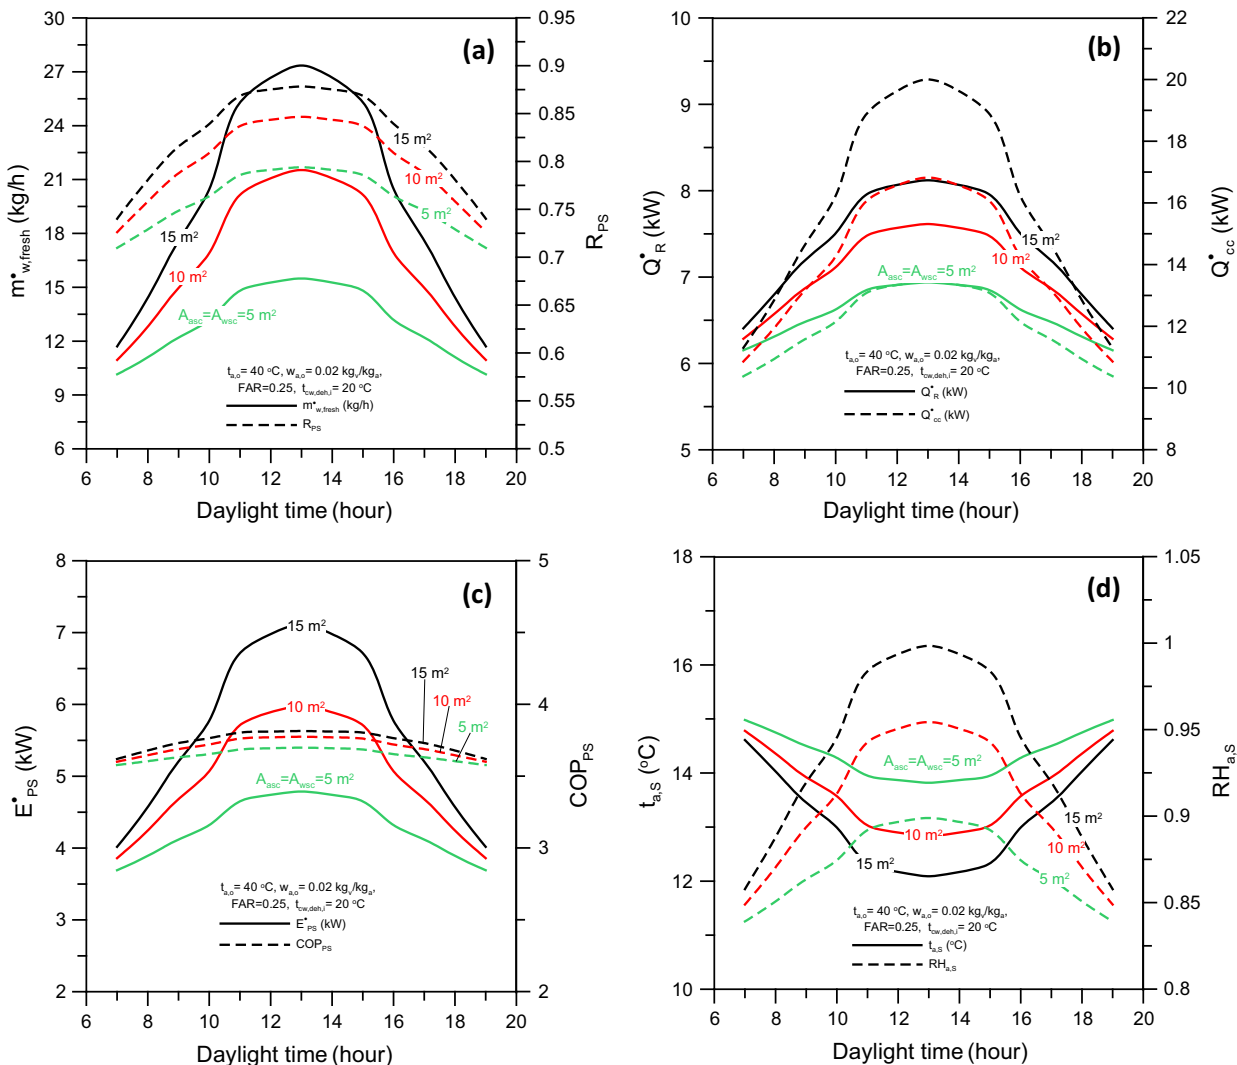 (a)
30
27
24
21
18
15
12
9
6
m•w,fresh (kg/h)
0.95
0.9
0.85
0.8
0.75
0.7
0.65
0.6
0.55
0.5
RPS
15 m²
10 m²
5 m²
15 m²
10 m²
Aasc=Awsc=5 m²
ta,o= 40 °C, wa,o= 0.02 kgv/kga,
FAR=0.25, tcw,deh,i= 20 °C
m•w,fresh (kg/h)
RPS
6 8 10 12 14 16 18 20
Daylight time (hour)
(b)
10
9
8
7
6
5
Q•R (kW)
22
20
18
16
14
12
10
8
Q•cc (kW)
15 m²
10 m²
Aasc=Awsc=5 m²
ta,o= 40 °C, wa,o= 0.02 kgv/kga,
FAR=0.25, tcw,deh,i= 20 °C
Q•R (kW)
Q•cc (kW)
6 8 10 12 14 16 18 20
Daylight time (hour)
(c)
8
7
6
5
4
3
2
E•PS (kW)
5
4
3
2
COPPS
15 m²
15 m²
10 m²
10 m²
5 m²
Aasc=Awsc=5 m²
ta,o= 40 °C, wa,o= 0.02 kgv/kga,
FAR=0.25, tcw,deh,i= 20 °C
E•PS (kW)
COPPS
6 8 10 12 14 16 18 20
Daylight time (hour)
(d)
18
16
14
12
10
ta,S (°C)
1.05
1
0.95
0.9
0.85
0.8
RHa,S
Aasc=Awsc=5 m²
10 m²
15 m²
15 m²
10 m²
5 m²
ta,o= 40 °C, wa,o= 0.02 kgv/kga,
FAR=0.25, tcw,deh,i= 20 °C
ta,S (°C)
RHa,S
6 8 10 12 14 16 18 20
Daylight time (hour)